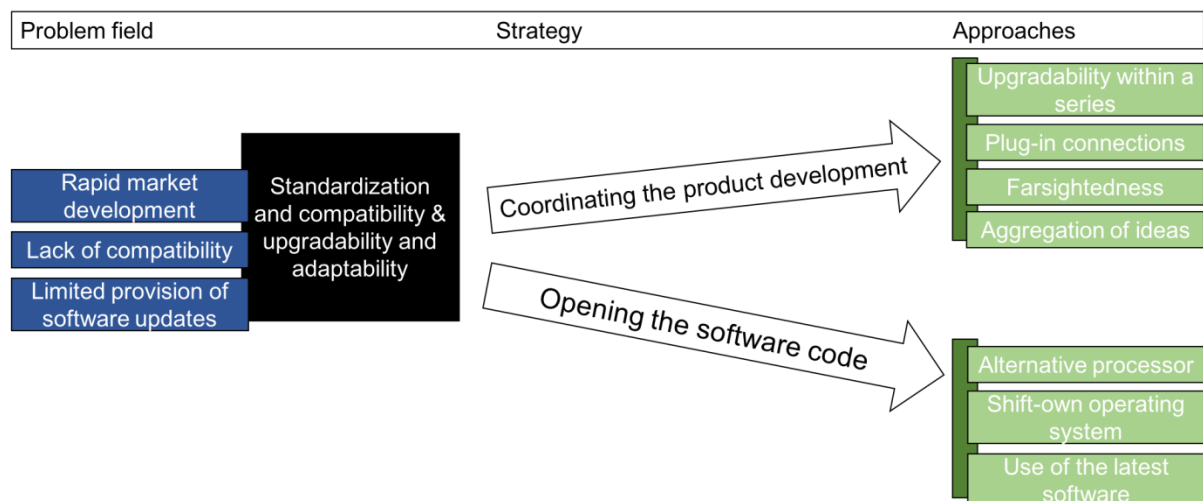 Problem field Strategy Approaches
Rapid market
development
Lack of compatibility
Limited provision of
software updates
Standardization
and compatibility &
upgradability and
adaptability
Coordinating the product development
Opening the software code
Upgradability within a
series
Plug-in connections
Farsightedness
Aggregation of ideas
Alternative processor
Shift-own operating
system
Use of the latest
software